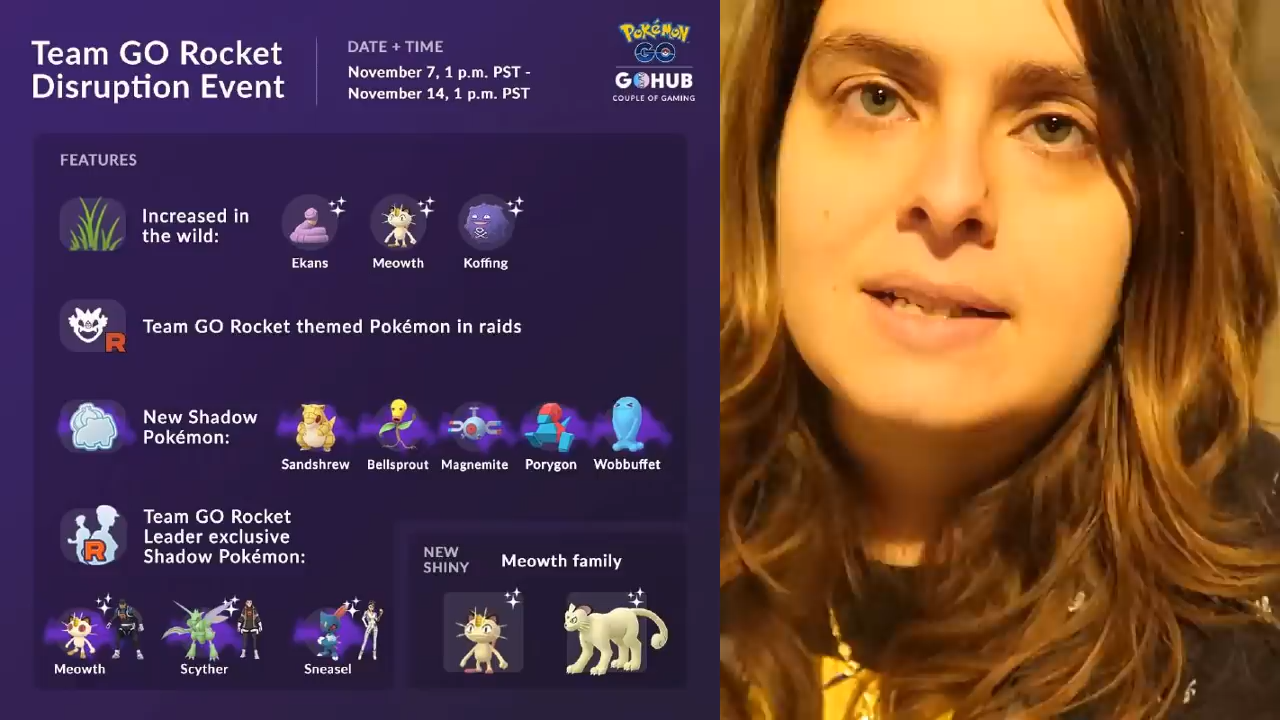 Team GO Rocket
Disruption Event
DATE + TIME
November 7, 1 p.m. PST -
November 14, 1 p.m. PST
Pokémon
GO
GOHUB
COUPLE OF GAMING
FEATURES
Increased in
the wild:
Ekans
Meowth
Koffing
R
Team GO Rocket themed Pokémon in raids
New Shadow
Pokémon:
Sandshrew
Bellsprout
Magnemite
Porygon
Wobbuffet
R
Team GO Rocket
Leader exclusive
Shadow Pokémon:
Meowth
Scyther
Sneasel
NEW
SHINY
Meowth family